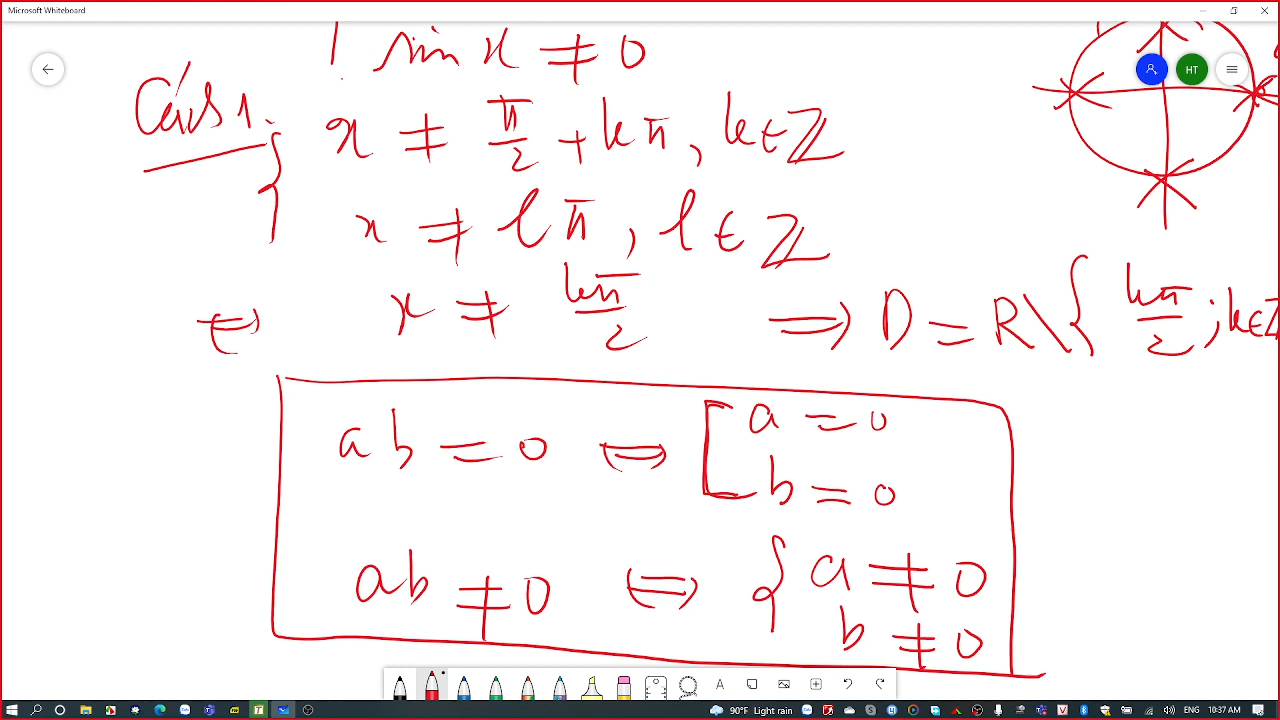 Microsoft Whiteboard
sin x ≠ 0
HT
Cách 1:
{ x ≠ π/2 + kπ, k ∈ ℤ
x ≠ lπ, l ∈ ℤ
⇔ x ≠ kπ/2 ⇒ D = R \ { kπ/2 ; k ∈ ℤ
ab = 0 ⇔ [ a = 0
b = 0
ab ≠ 0 ⇔ { a ≠ 0
b ≠ 0
90°F Light rain
ENG
10:37 AM